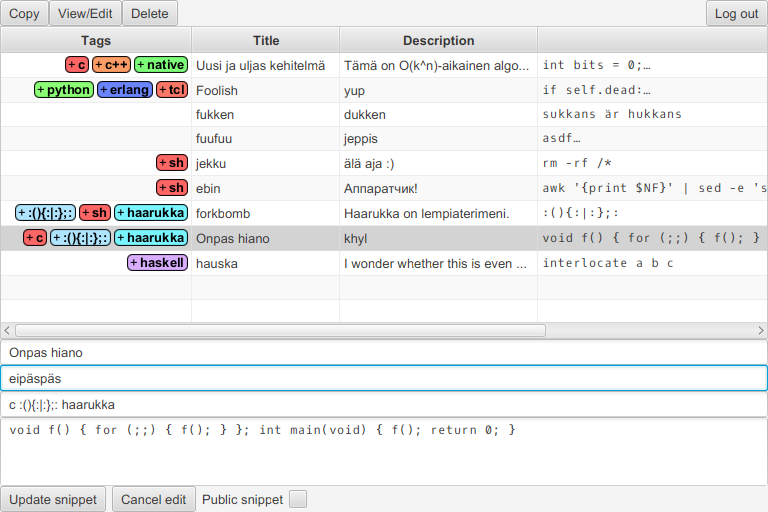 Copy View/Edit Delete Log out
Tags Title Description
+ c + c++ + native Uusi ja uljas kehitelmä Tämä on O(k^n)-aikainen algo... int bits = 0;…
+ python + erlang + tcl Foolish yup if self.dead:…
fukken dukken sukkans är hukkans
fuufuu jeppis asdf…
+ sh jekku älä aja :) rm -rf /*
+ sh ebin Аппаратчик! awk '{print $NF}' | sed -e 's
+ :(){:|:};: + sh + haarukka forkbomb Haarukka on lempiaterimeni. :(){:|:};:
+ c + :(){:|:};: + haarukka Onpas hiano khyl void f() { for (;;) { f(); }
+ haskell hauska I wonder whether this is even ... interlocate a b c
Onpas hiano
eipäspäs
c :(){:|:};: haarukka
void f() { for (;;) { f(); } }; int main(void) { f(); return 0; }
Update snippet Cancel edit Public snippet